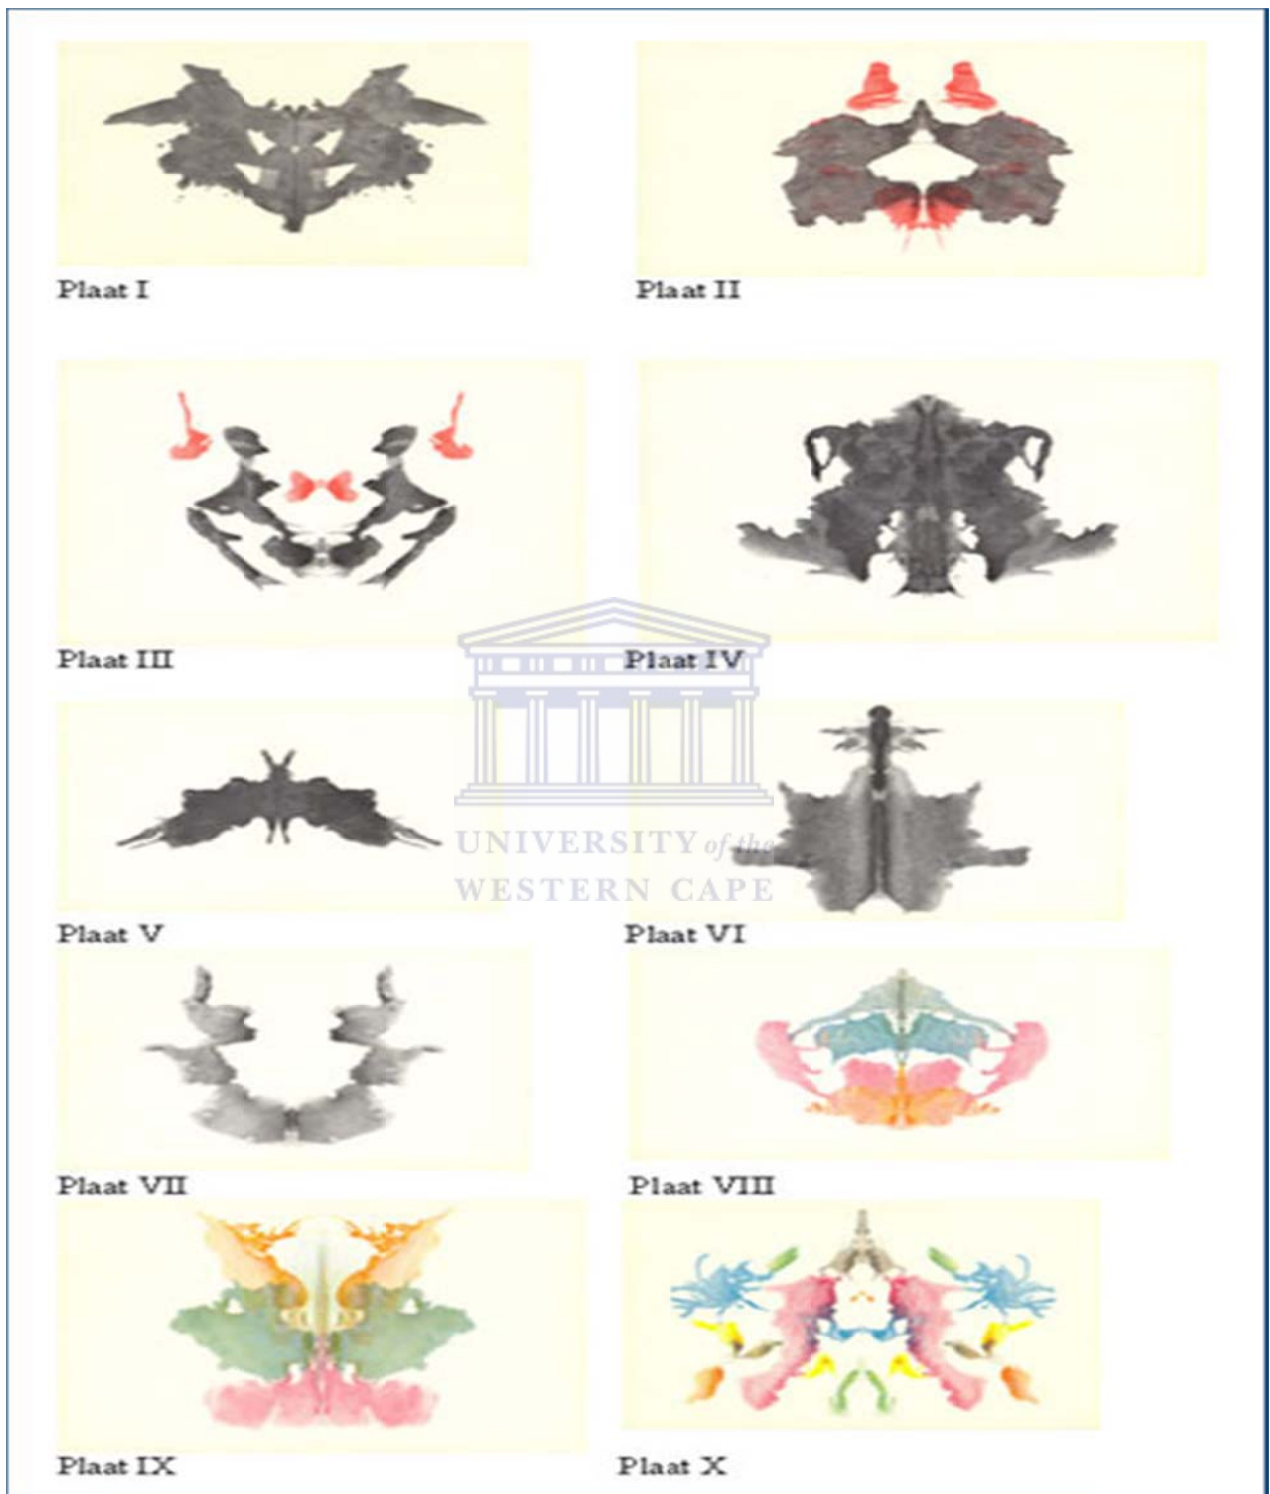 Plaat I
Plaat II
Plaat III
Plaat IV
Plaat V
Plaat VI
UNIVERSITY of the
WESTERN CAPE
Plaat VII
Plaat VIII
Plaat IX
Plaat X